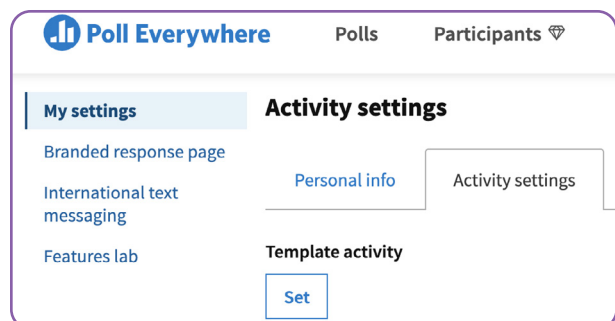 Poll Everywhere Polls Participants
My settings
Branded response page
International text
messaging
Features lab
Activity settings
Personal info Activity settings
Template activity
Set